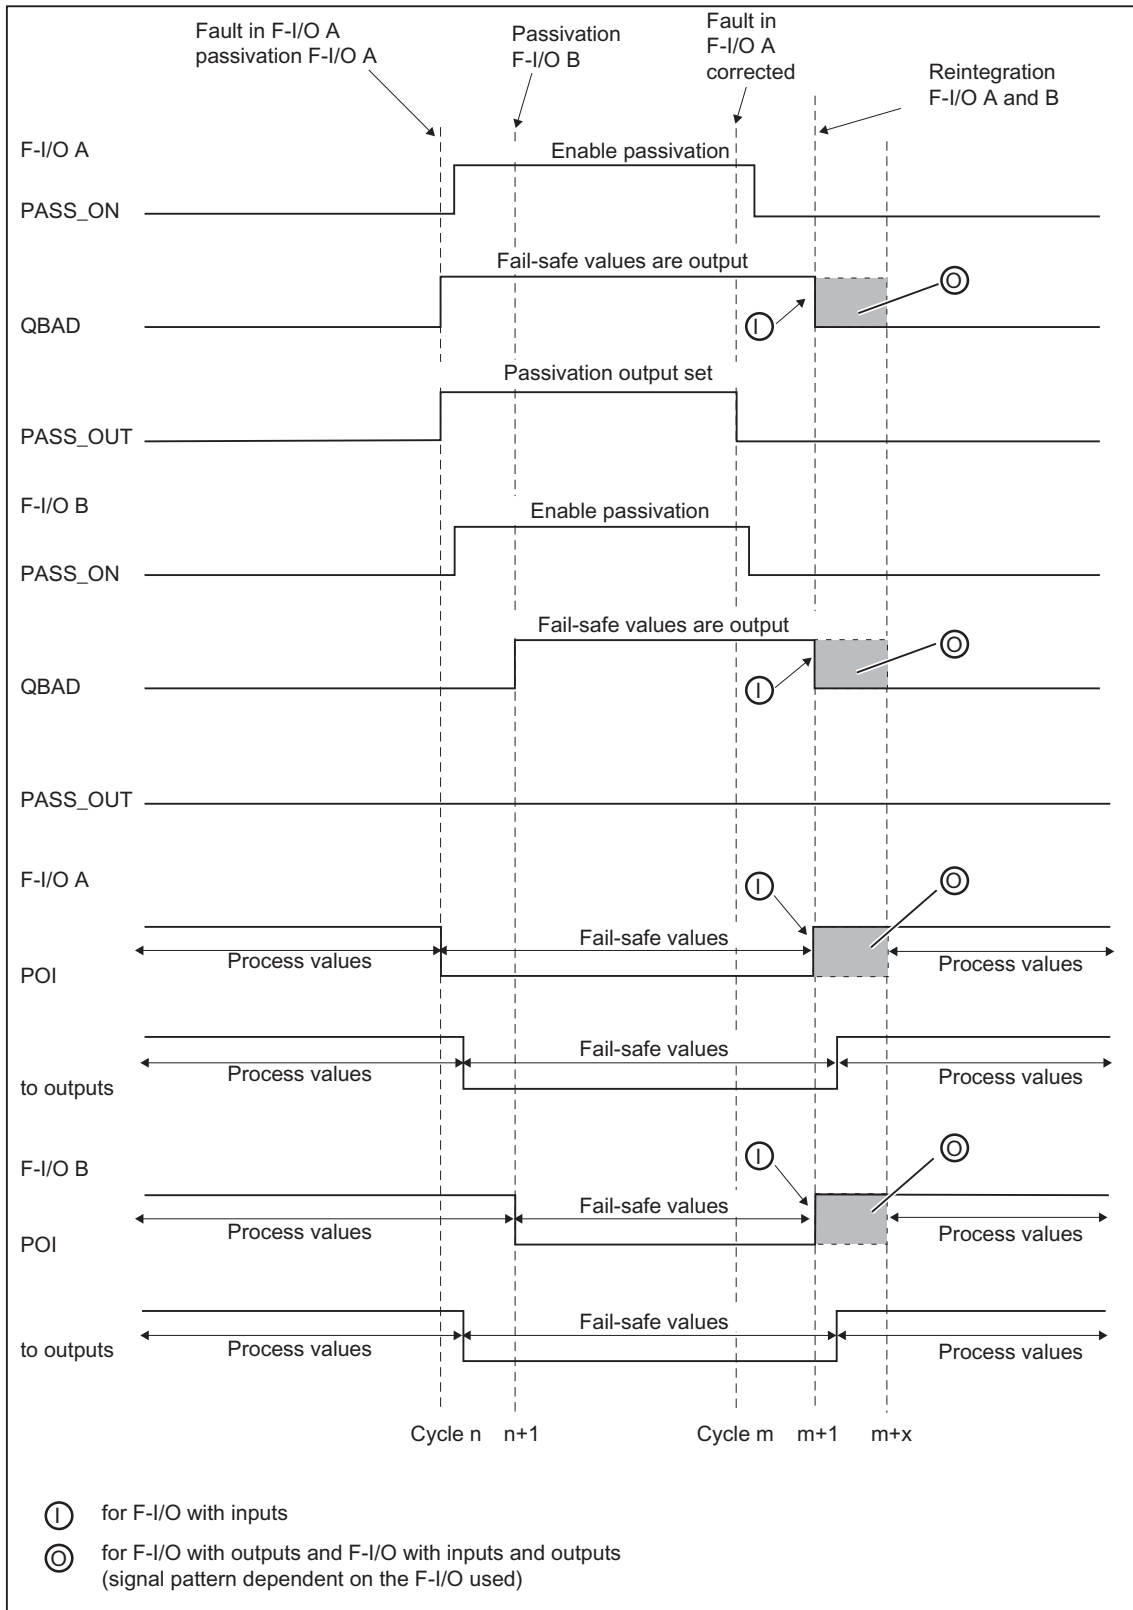 Fault in F-I/O A
passivation F-I/O A
Passivation
F-I/O B
Fault in
F-I/O A
corrected
Reintegration
F-I/O A and B
F-I/O A
Enable passivation
PASS_ON
Fail-safe values are output
O
QBAD
I
Passivation output set
PASS_OUT
F-I/O B
Enable passivation
PASS_ON
Fail-safe values are output
O
QBAD
I
PASS_OUT
F-I/O A
I
O
Fail-safe values
Process values
Process values
POI
Fail-safe values
Process values
Process values
to outputs
F-I/O B
I
O
Fail-safe values
Process values
Process values
POI
Fail-safe values
Process values
Process values
to outputs
Cycle n
n+1
Cycle m
m+1
m+x
I for F-I/O with inputs
O for F-I/O with outputs and F-I/O with inputs and outputs
(signal pattern dependent on the F-I/O used)